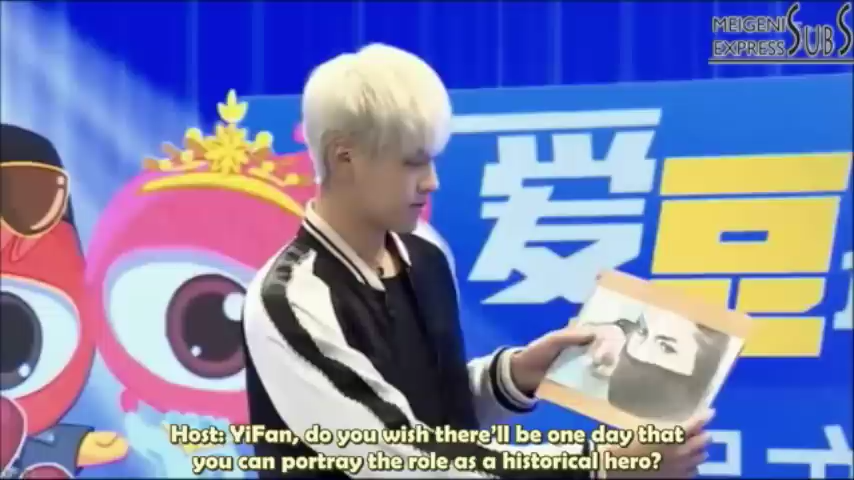 MEIGENI
EXPRESS SUBS
爱豆
Host: YiFan, do you wish there'll be one day that
you can portray the role as a historical hero?